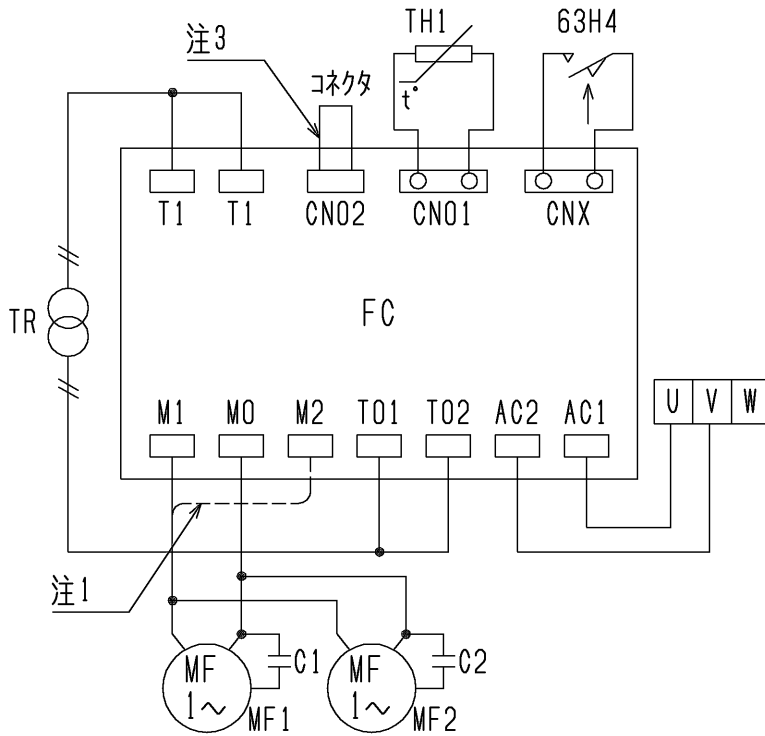 注3
TH1
63H4
コネクタ
t°
T1
T1
CN02
CN01
CNX
TR
FC
M1
M0
M2
T01
T02
AC2
AC1
U
V
W
注1
MF
1～
C1
MF1
MF
1～
C2
MF2